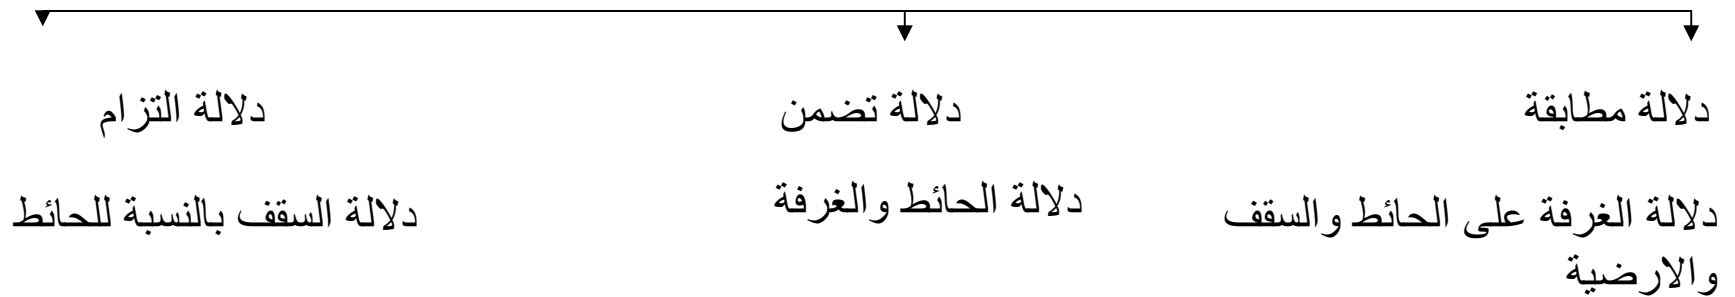 دلالة مطابقة
دلالة تضمن
دلالة التزام
دلالة الغرفة على الحائط والسقف
والارضية
دلالة الحائط والغرفة
دلالة السقف بالنسبة للحائط